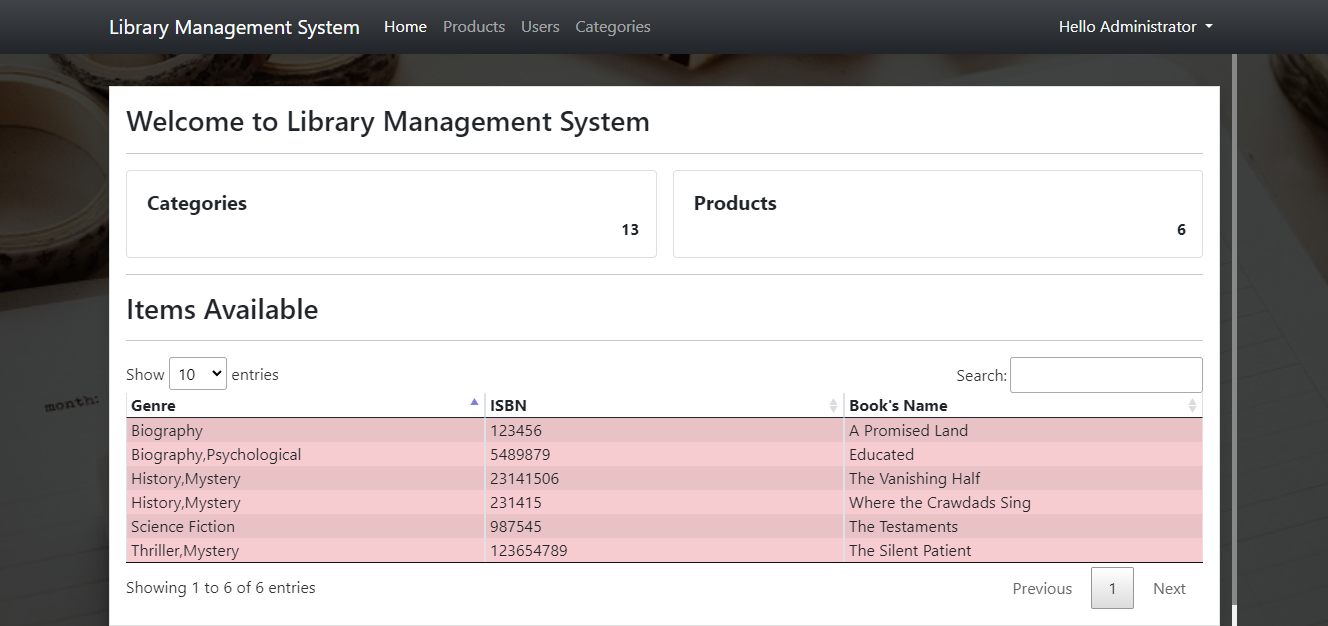 Library Management System Home Products Users Categories Hello Administrator
Welcome to Library Management System
Categories
13
Products
6
Items Available
Show 10 entries
Search:
Genre ISBN Book's Name
Biography 123456 A Promised Land
Biography,Psychological 5489879 Educated
History,Mystery 23141506 The Vanishing Half
History,Mystery 231415 Where the Crawdads Sing
Science Fiction 987545 The Testaments
Thriller,Mystery 123654789 The Silent Patient
Showing 1 to 6 of 6 entries
Previous 1 Next
month: